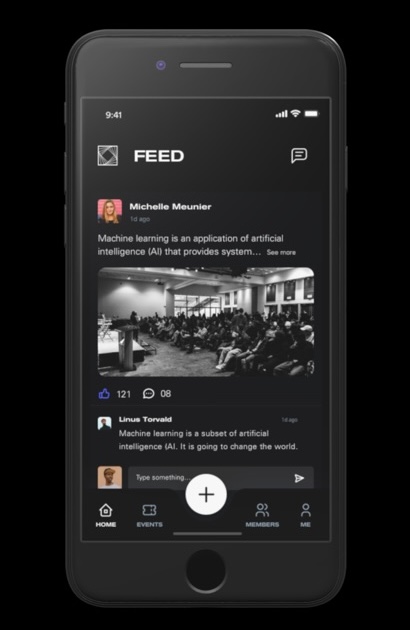 9:41
FEED
Michelle Meunier
1d ago
Machine learning is an application of artificial
intelligence (AI) that provides system... See more
121 08
Linus Torvald 1d ago
Machine learning is a subset of artificial
intelligence (AI. It is going to change the world.
Type something...
HOME EVENTS MEMBERS ME